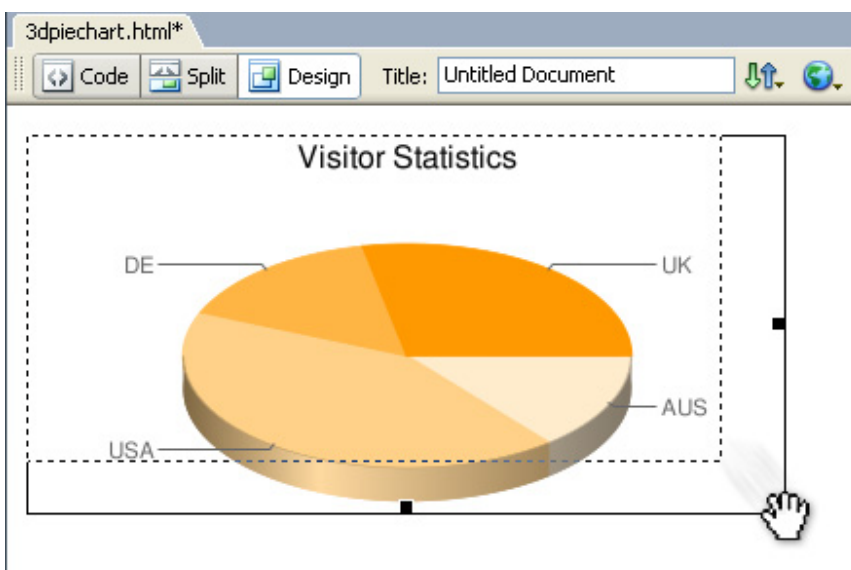 3dpiechart.html*
Code Split Design Title: Untitled Document
Visitor Statistics
DE UK
AUS
USA